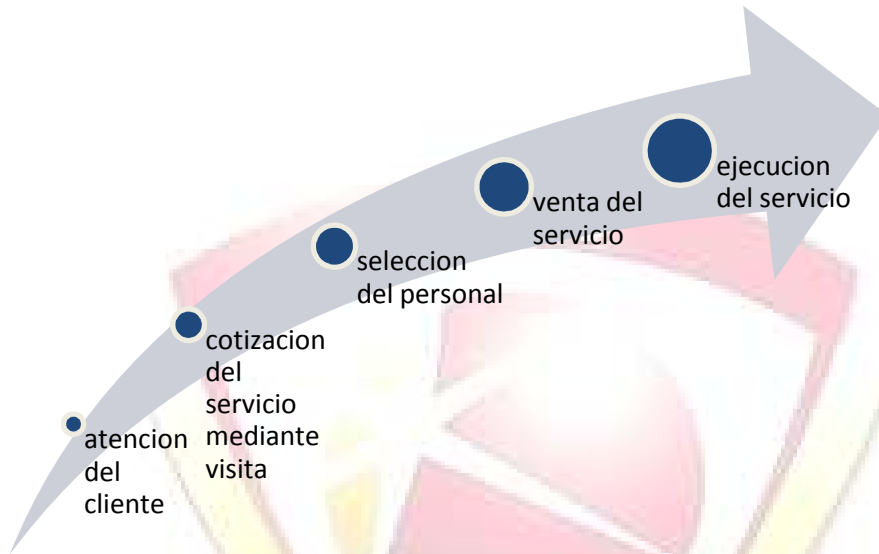 atencion
del
cliente
cotizacion
del
servicio
mediante
visita
seleccion
del personal
venta del
servicio
ejecucion
del servicio